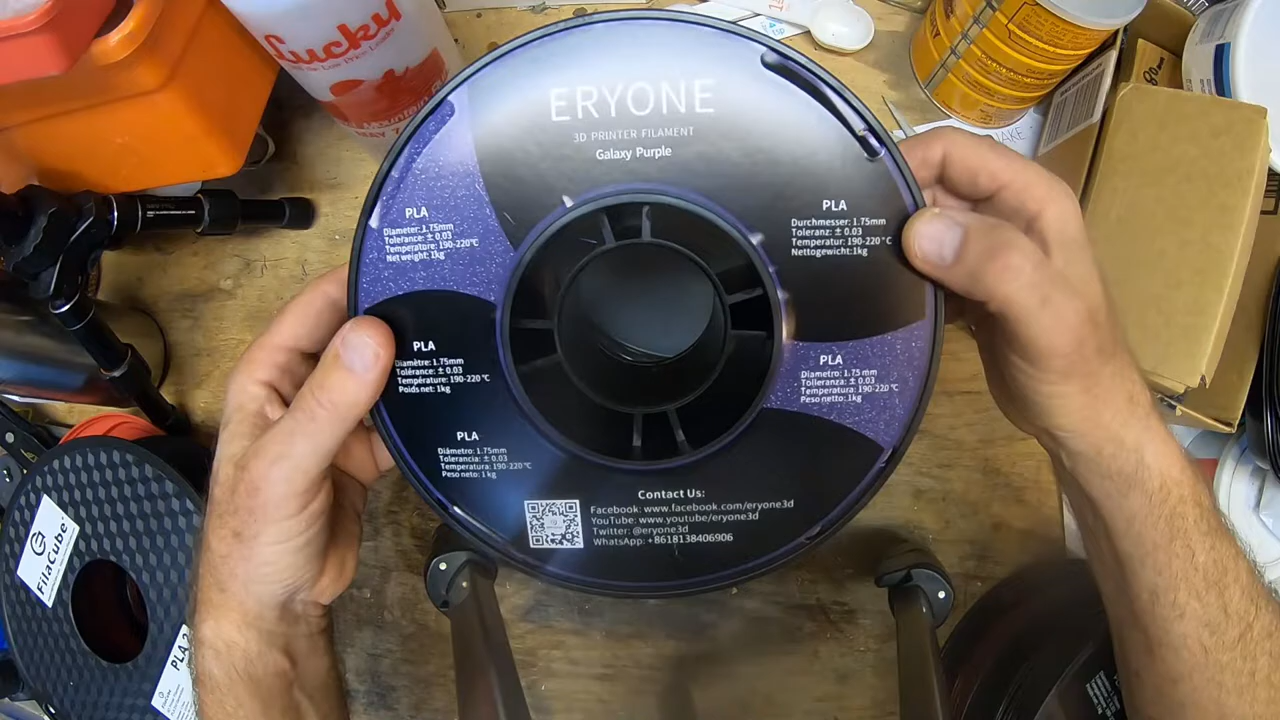 ERYONE
3D PRINTER FILAMENT
Galaxy Purple
PLA
Diameter: 1.75mm
Tolerance: ± 0.03
Temperature: 190-220℃
Net weight: 1kg
PLA
Durchmesser: 1.75mm
Toleranz: ± 0.03
Temperatur: 190-220℃
Nettogewicht:1kg
PLA
Diamètre: 1.75mm
Tolérance: ± 0.03
Température: 190-220℃
Poids net: 1kg
PLA
Diametro: 1.75 mm
Tolleranza: ± 0.03
Temperatura: 190-220℃
Peso netto:1kg
PLA
Diámetro: 1.75mm
Tolerancia: ± 0.03
Temperatura: 190-220℃
Peso neto: 1 kg
Contact Us:
Facebook: www.facebook.com/eryone3d
YouTube: www.youtube/eryone3d
Twitter: @eryone3d
WhatsApp: +8618138406906
Lucky
FilaCube
PLA 2
80